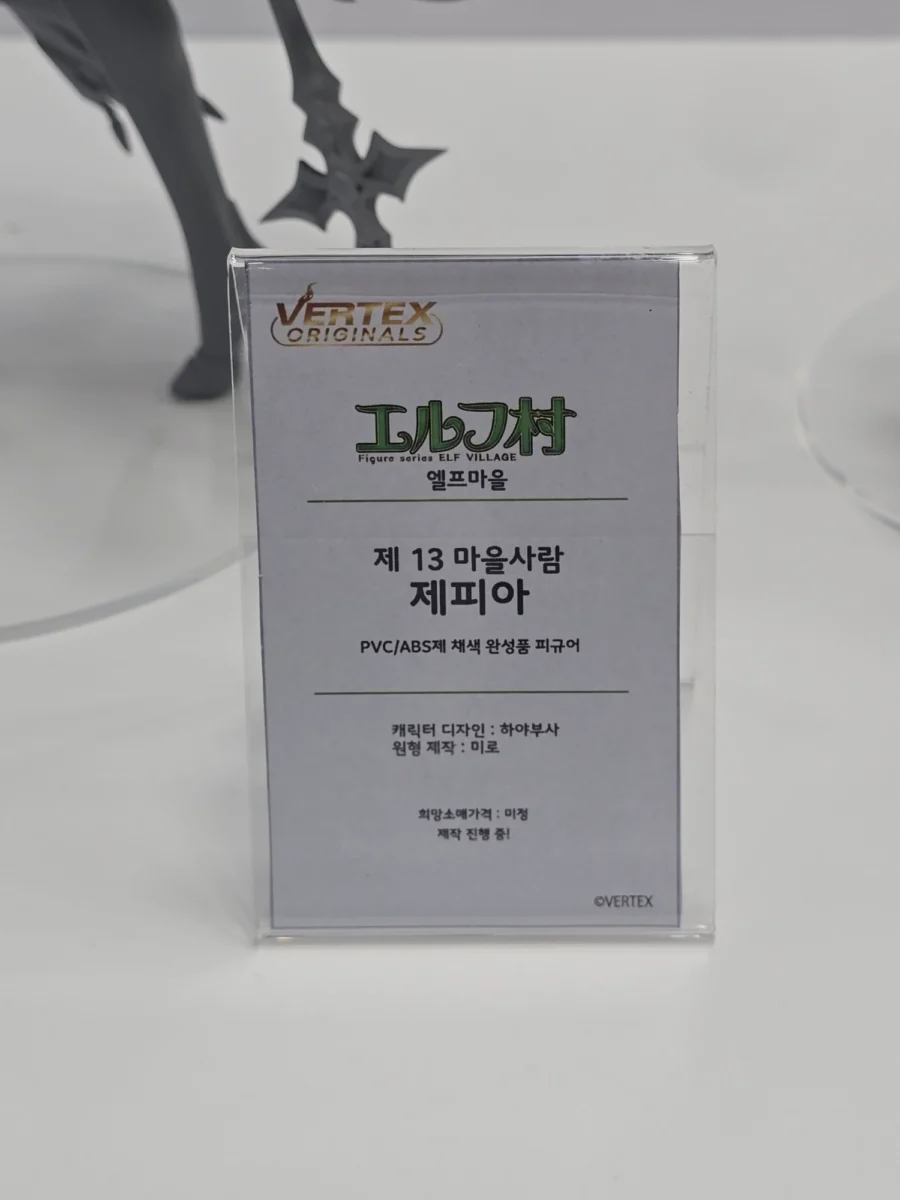 VERTEX
ORIGINALS
エルフ村
Figure series ELF VILLAGE
엘프마을
제 13 마을사람
제피아
PVC/ABS제 채색 완성품 피규어
캐릭터 디자인 : 하야부사
원형 제작 : 미로
희망소매가격 : 미정
제작 진행 중!
©VERTEX